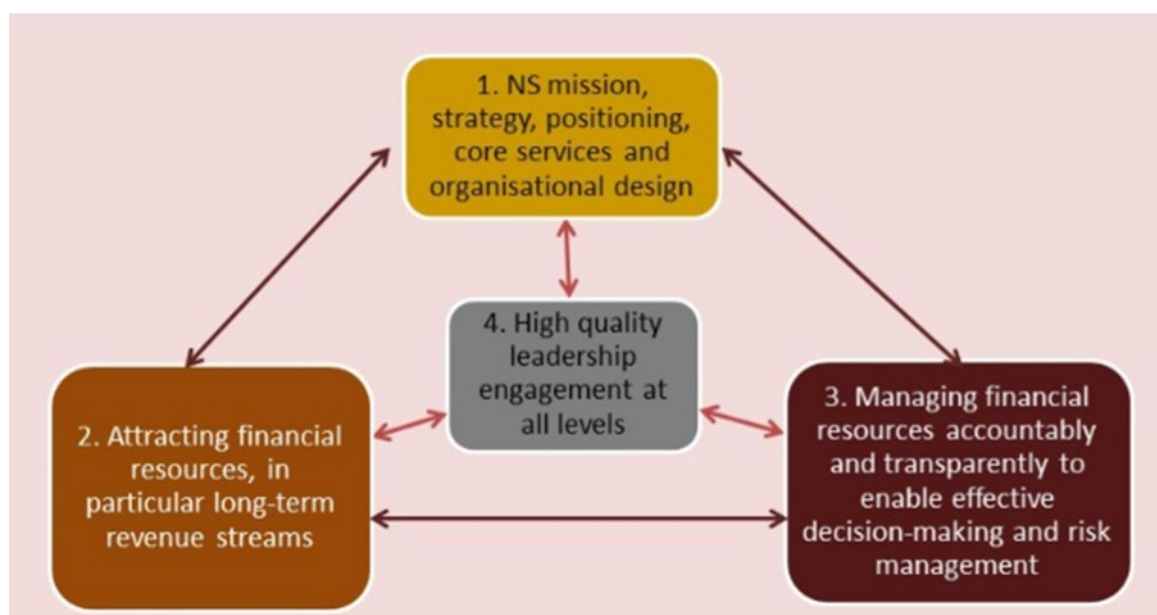 1. NS mission,
strategy, positioning,
core services and
organisational design
4. High quality
leadership
engagement at
all levels
2. Attracting financial
resources, in
particular long-term
revenue streams
3. Managing financial
resources accountably
and transparently to
enable effective
decision-making and risk
management